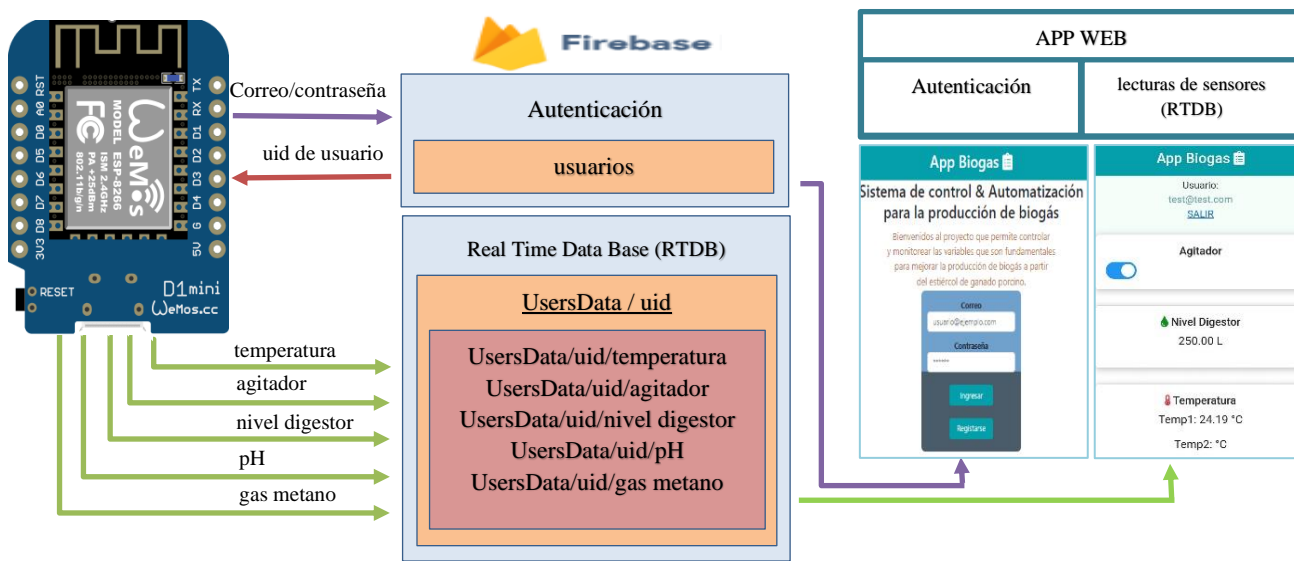 RST
A0
D0
D5
D6
D7
D8
3V3
TX
RX
D1
D2
D3
D4
G
5V
WeMos
FC
MODEL ESP-8266
ISM 2.4GHz
PA +25dBm
802.11b/g/n
RESET
D1 mini
WeMos.cc
Correo/contraseña
uid de usuario
temperatura
agitador
nivel digestor
pH
gas metano
Firebase
Autenticación
usuarios
Real Time Data Base (RTDB)
UsersData / uid
UsersData/uid/temperatura
UsersData/uid/agitador
UsersData/uid/nivel digestor
UsersData/uid/pH
UsersData/uid/gas metano
APP WEB
Autenticación
lecturas de sensores
(RTDB)
App Biogas
Sistema de control & Automatización
para la producción de biogás
Bienvenidos al proyecto que permite controlar
y monitorear las variables que son fundamentales
para mejorar la producción de biogás a partir
del estiércol de ganado porcino.
Correo
usuario@ejemplo.com
Contraseña
Ingresar
Registarse
App Biogas
Usuario:
test@test.com
SALIR
Agitador
Nivel Digestor
250.00 L
Temperatura
Temp1: 24.19 °C
Temp2: °C